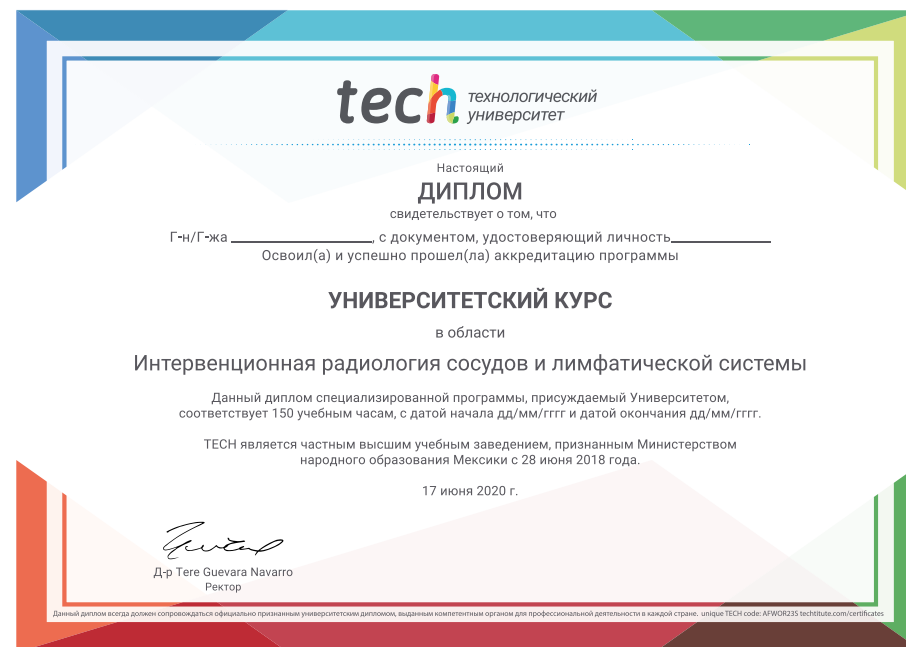 tech технологический
университет
Настоящий
ДИПЛОМ
свидетельствует о том, что
Г-н/Г-жа ____________________, с документом, удостоверяющий личность______________
Освоил(а) и успешно прошел(ла) аккредитацию программы
УНИВЕРСИТЕТСКИЙ КУРС
в области
Интервенционная радиология сосудов и лимфатической системы
Данный диплом специализированной программы, присуждаемый Университетом,
соответствует 150 учебным часам, с датой начала дд/мм/гггг и датой окончания дд/мм/гггг.
TECH является частным высшим учебным заведением, признанным Министерством
народного образования Мексики с 28 июня 2018 года.
17 июня 2020 г.
Д-р Tere Guevara Navarro
Ректор
Данный диплом всегда должен сопровождаться официально признанным университетским дипломом, выданным компетентным органом для профессиональной деятельности в каждой стране. unique TECH code: AFWOR23S techtitute.com/certificates